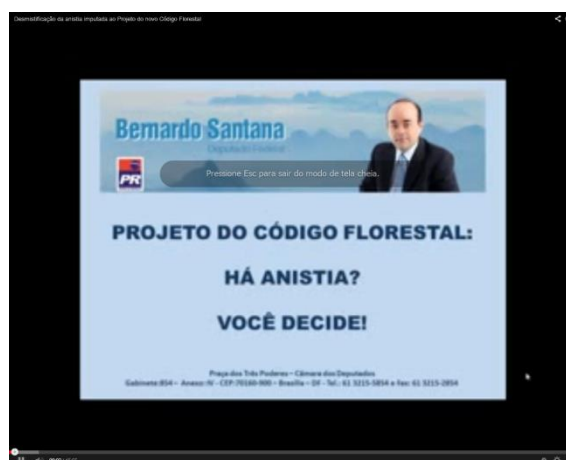 Desmistificação da anistia imputada ao Projeto do novo Código Florestal
Bernardo Santana
Deputado Federal
PR
Pressione Esc para sair do modo de tela cheia.
PROJETO DO CÓDIGO FLORESTAL:
HÁ ANISTIA?
VOCÊ DECIDE!
Praça dos Três Poderes - Câmara dos Deputados
Gabinete 854 - Anexo: IV - CEP:70160-900 - Brasília - DF - Tel.: 61 3215-5854 e Fax: 61 3215-2854